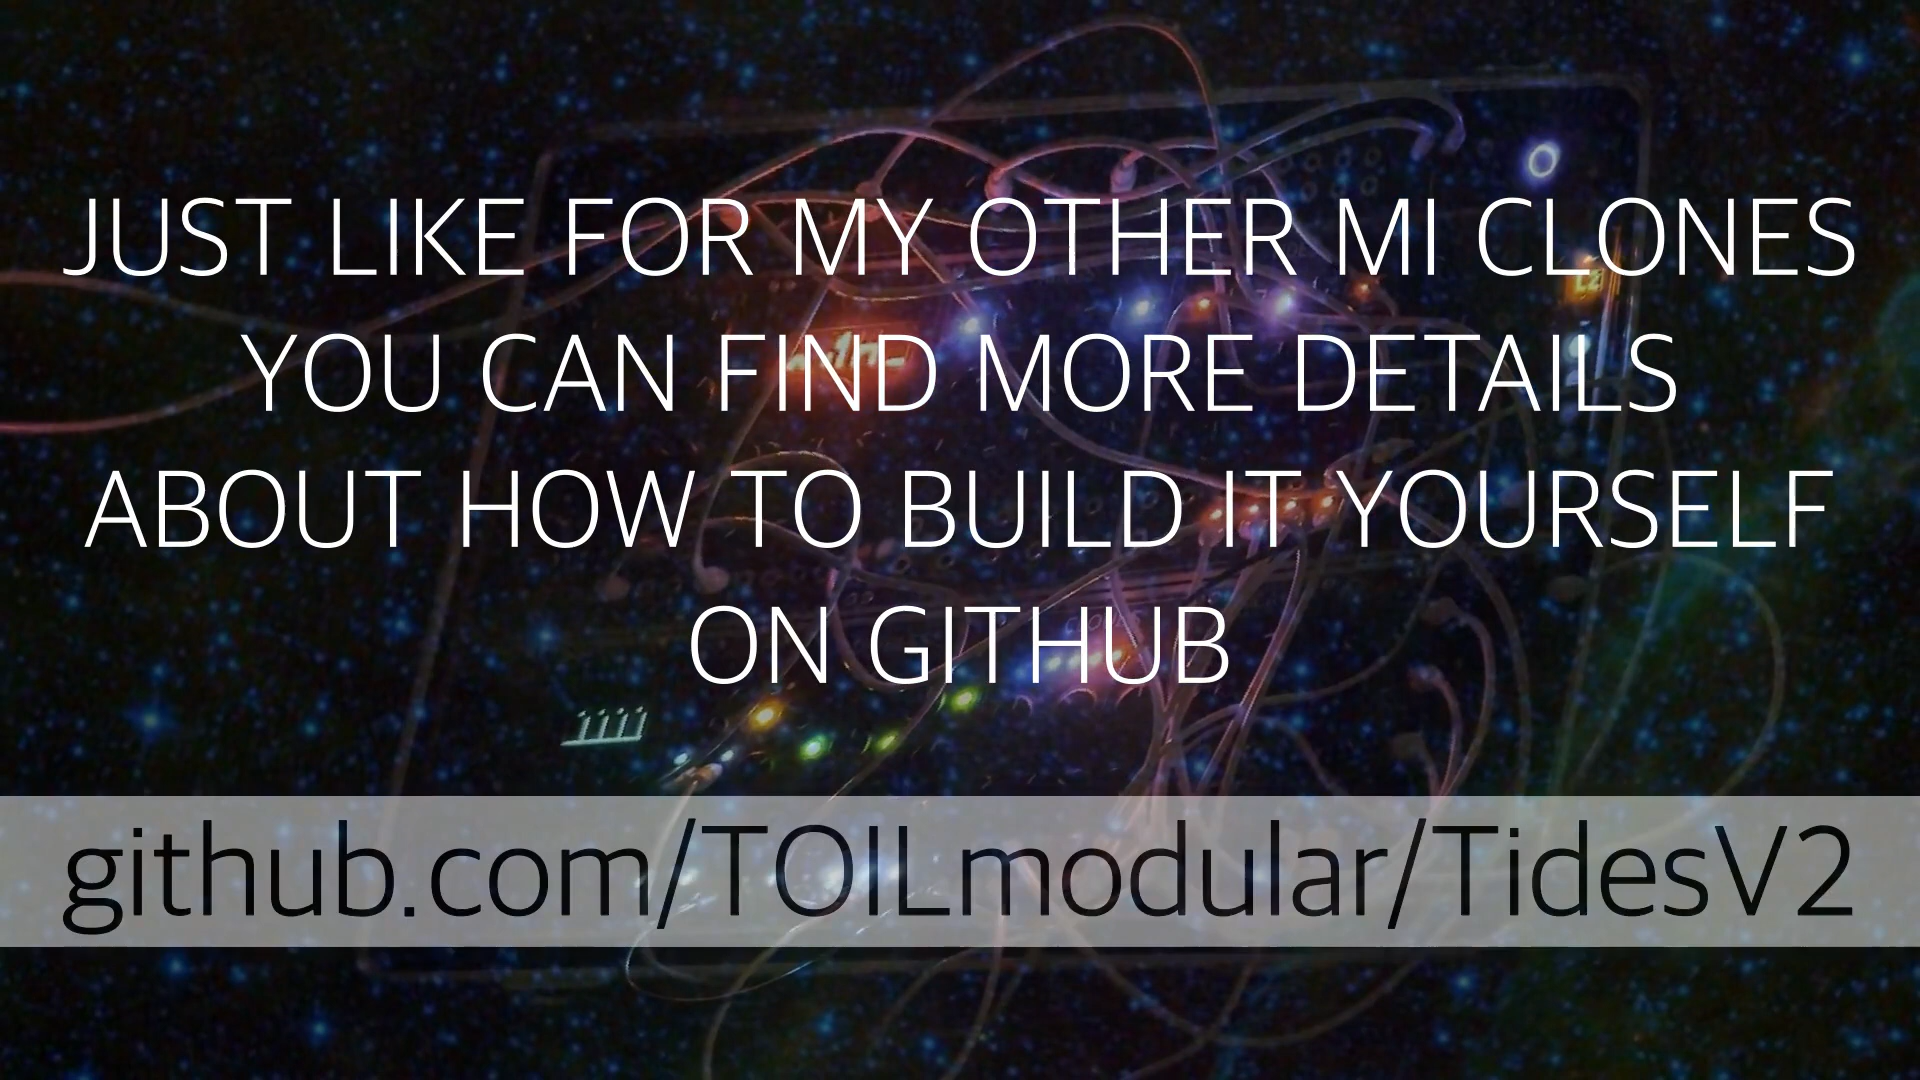 JUST LIKE FOR MY OTHER MI CLONES
YOU CAN FIND MORE DETAILS
ABOUT HOW TO BUILD IT YOURSELF
ON GITHUB
github.com/TOILmodular/TidesV2